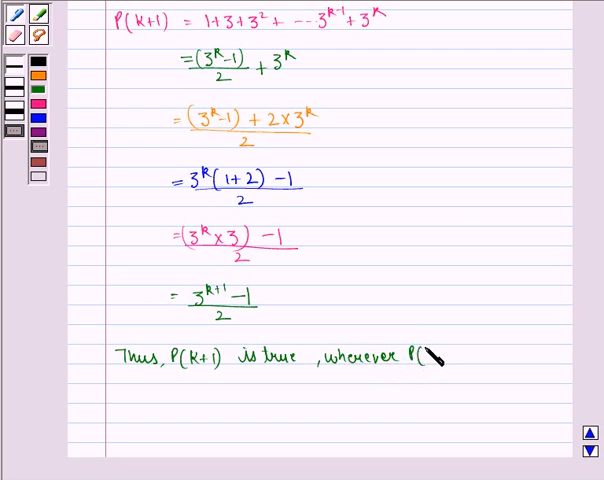 P(k+1) = 1+3+3² + -- 3^(k-1) + 3^k
= (3^k-1)/2 + 3^k
= ((3^k-1) + 2×3^k)/2
= (3^k(1+2) -1)/2
= ((3^k × 3) -1)/2
= (3^(k+1) -1)/2
Thus, P(k+1) is true , wherever P(